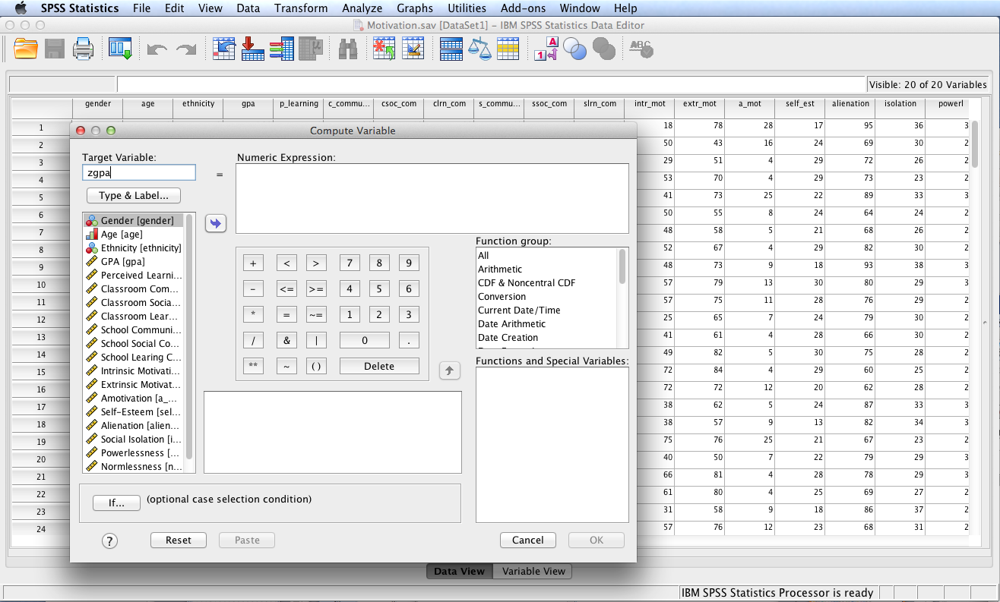 SPSS Statistics File Edit View Data Transform Analyze Graphs Utilities Add-ons Window Help
Motivation.sav [DataSet1] – IBM SPSS Statistics Data Editor
Visible: 20 of 20 Variables
gender age ethnicity gpa p_learning c_commu... csoc_com clrn_com s_commu... ssoc_com slrn_com intr_mot extr_mot a_mot self_est alienation isolation powerl
1 18 78 28 17 95 36 3
2 50 43 16 24 69 30 2
3 29 51 4 29 72 26 2
4 53 70 4 29 73 23 2
5 41 73 25 22 89 33 3
6 50 55 8 24 64 24 2
7 48 58 5 21 68 26 2
8 52 67 4 29 82 30 2
9 48 73 9 18 93 38 3
10 57 79 13 30 80 29 3
11 57 75 11 28 76 29 2
12 25 65 7 24 79 30 2
13 41 61 4 28 66 30 2
14 49 82 5 30 75 28 2
15 72 84 4 29 60 25 2
16 72 72 12 20 62 28 2
17 38 62 5 24 87 33 3
18 38 57 9 13 82 34 3
19 75 76 25 21 67 23 2
20 40 50 7 22 79 29 3
21 66 81 4 28 78 29 3
22 61 80 4 25 69 27 2
23 31 58 9 18 86 37 2
24 57 76 12 23 68 31 2
Compute Variable
Target Variable:
zgpa
=
Numeric Expression:
Type & Label...
Gender [gender]
Age [age]
Ethnicity [ethnicity]
GPA [gpa]
Perceived Learni...
Classroom Com...
Classroom Socia...
Classroom Lear...
School Communi...
School Social Co...
School Learing C...
Intrinsic Motivati...
Extrinsic Motivat...
Amotivation [a_...
Self-Esteem [sel...
Alienation [alien...
Social Isolation [i...
Powerlessness [...
Normlessness [n...
+ < > 7 8 9
– <= >= 4 5 6
* = ~= 1 2 3
/ & | 0 .
** ~ ( ) Delete
Function group:
All
Arithmetic
CDF & Noncentral CDF
Conversion
Current Date/Time
Date Arithmetic
Date Creation
Functions and Special Variables:
If... (optional case selection condition)
? Reset Paste Cancel OK
Data View Variable View
IBM SPSS Statistics Processor is ready